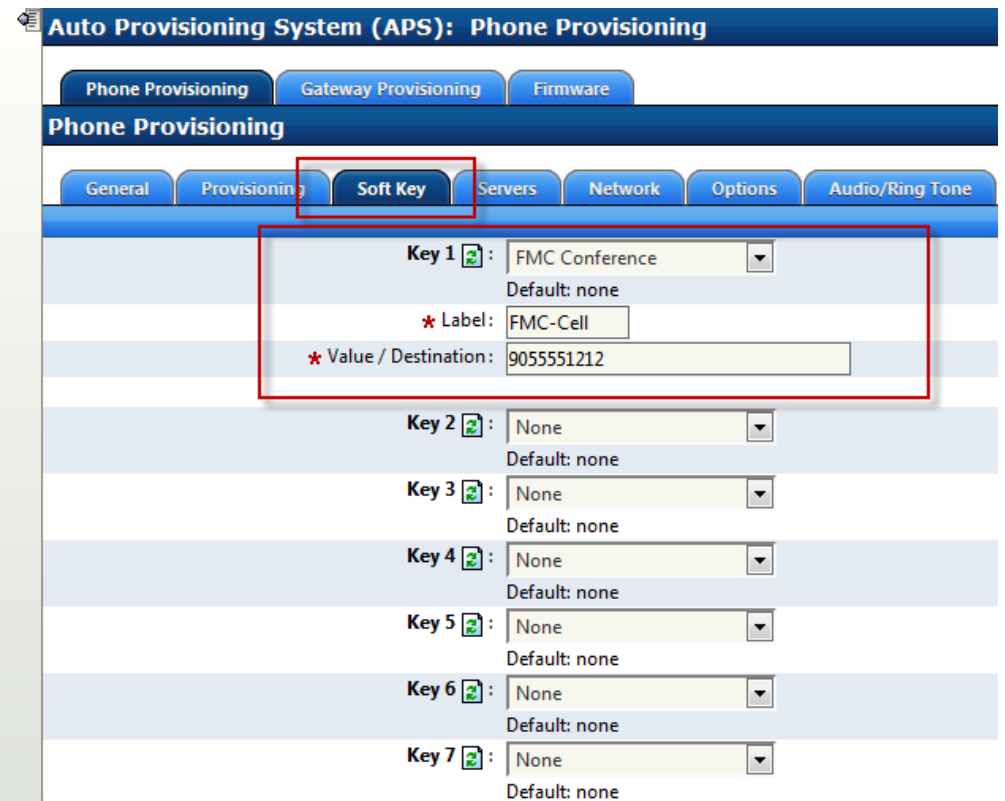 Auto Provisioning System (APS): Phone Provisioning
Phone Provisioning Gateway Provisioning Firmware
Phone Provisioning
General Provisioning Soft Key Servers Network Options Audio/Ring Tone
Key 1 : FMC Conference
Default: none
* Label: FMC-Cell
* Value / Destination: 9055551212
Key 2 : None
Default: none
Key 3 : None
Default: none
Key 4 : None
Default: none
Key 5 : None
Default: none
Key 6 : None
Default: none
Key 7 : None
Default: none